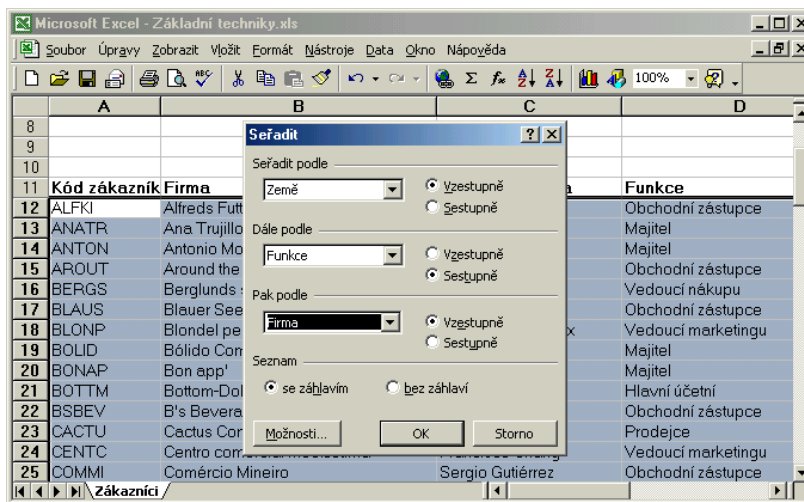 Microsoft Excel - Základní techniky.xls
Soubor Úpravy Zobrazit Vložit Formát Nástroje Data Okno Nápověda
100%
A B C D
8
9
10
11 Kód zákazník Firma a Funkce
12 ALFKI Alfreds Futt Obchodní zástupce
13 ANATR Ana Trujillo Majitel
14 ANTON Antonio Mo Majitel
15 AROUT Around the Obchodní zástupce
16 BERGS Berglunds Vedoucí nákupu
17 BLAUS Blauer See Obchodní zástupce
18 BLONP Blondel pe x Vedoucí marketingu
19 BOLID Bólido Com Majitel
20 BONAP Bon app' Majitel
21 BOTTM Bottom-Dol Hlavní účetní
22 BSBEV B's Bevera Obchodní zástupce
23 CACTU Cactus Cor Prodejce
24 CENTC Centro Vedoucí marketingu
25 COMMI Comércio Mineiro Sergio Gutiérrez Obchodní zástupce
Zákazníci
Seřadit
Seřadit podle
Země
Vzestupně
Sestupně
Dále podle
Funkce
Vzestupně
Sestupně
Pak podle
Firma
Vzestupně
Sestupně
Seznam
se záhlavím bez záhlaví
Možnosti... OK Storno